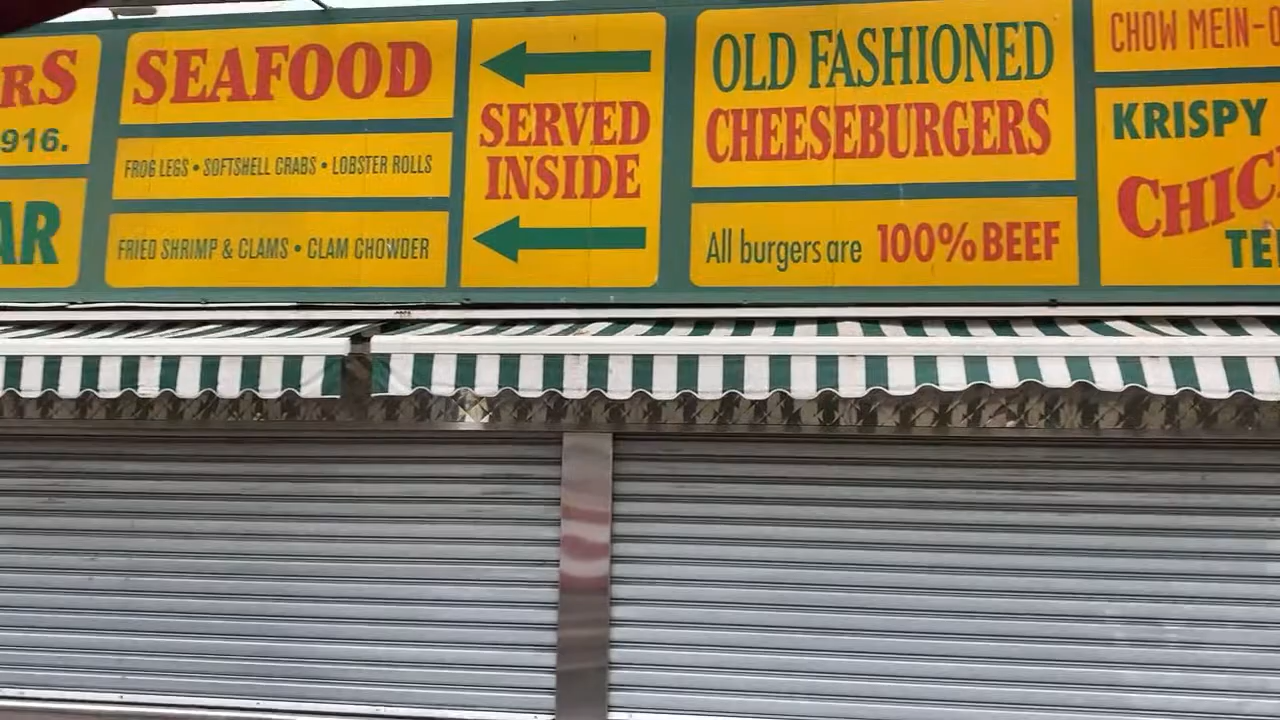 RS
916.
AR
SEAFOOD
FROG LEGS • SOFTSHELL CRABS • LOBSTER ROLLS
FRIED SHRIMP & CLAMS • CLAM CHOWDER
SERVED
INSIDE
OLD FASHIONED
CHEESEBURGERS
All burgers are 100% BEEF
CHOW MEIN-
KRISPY
CHIC
TE